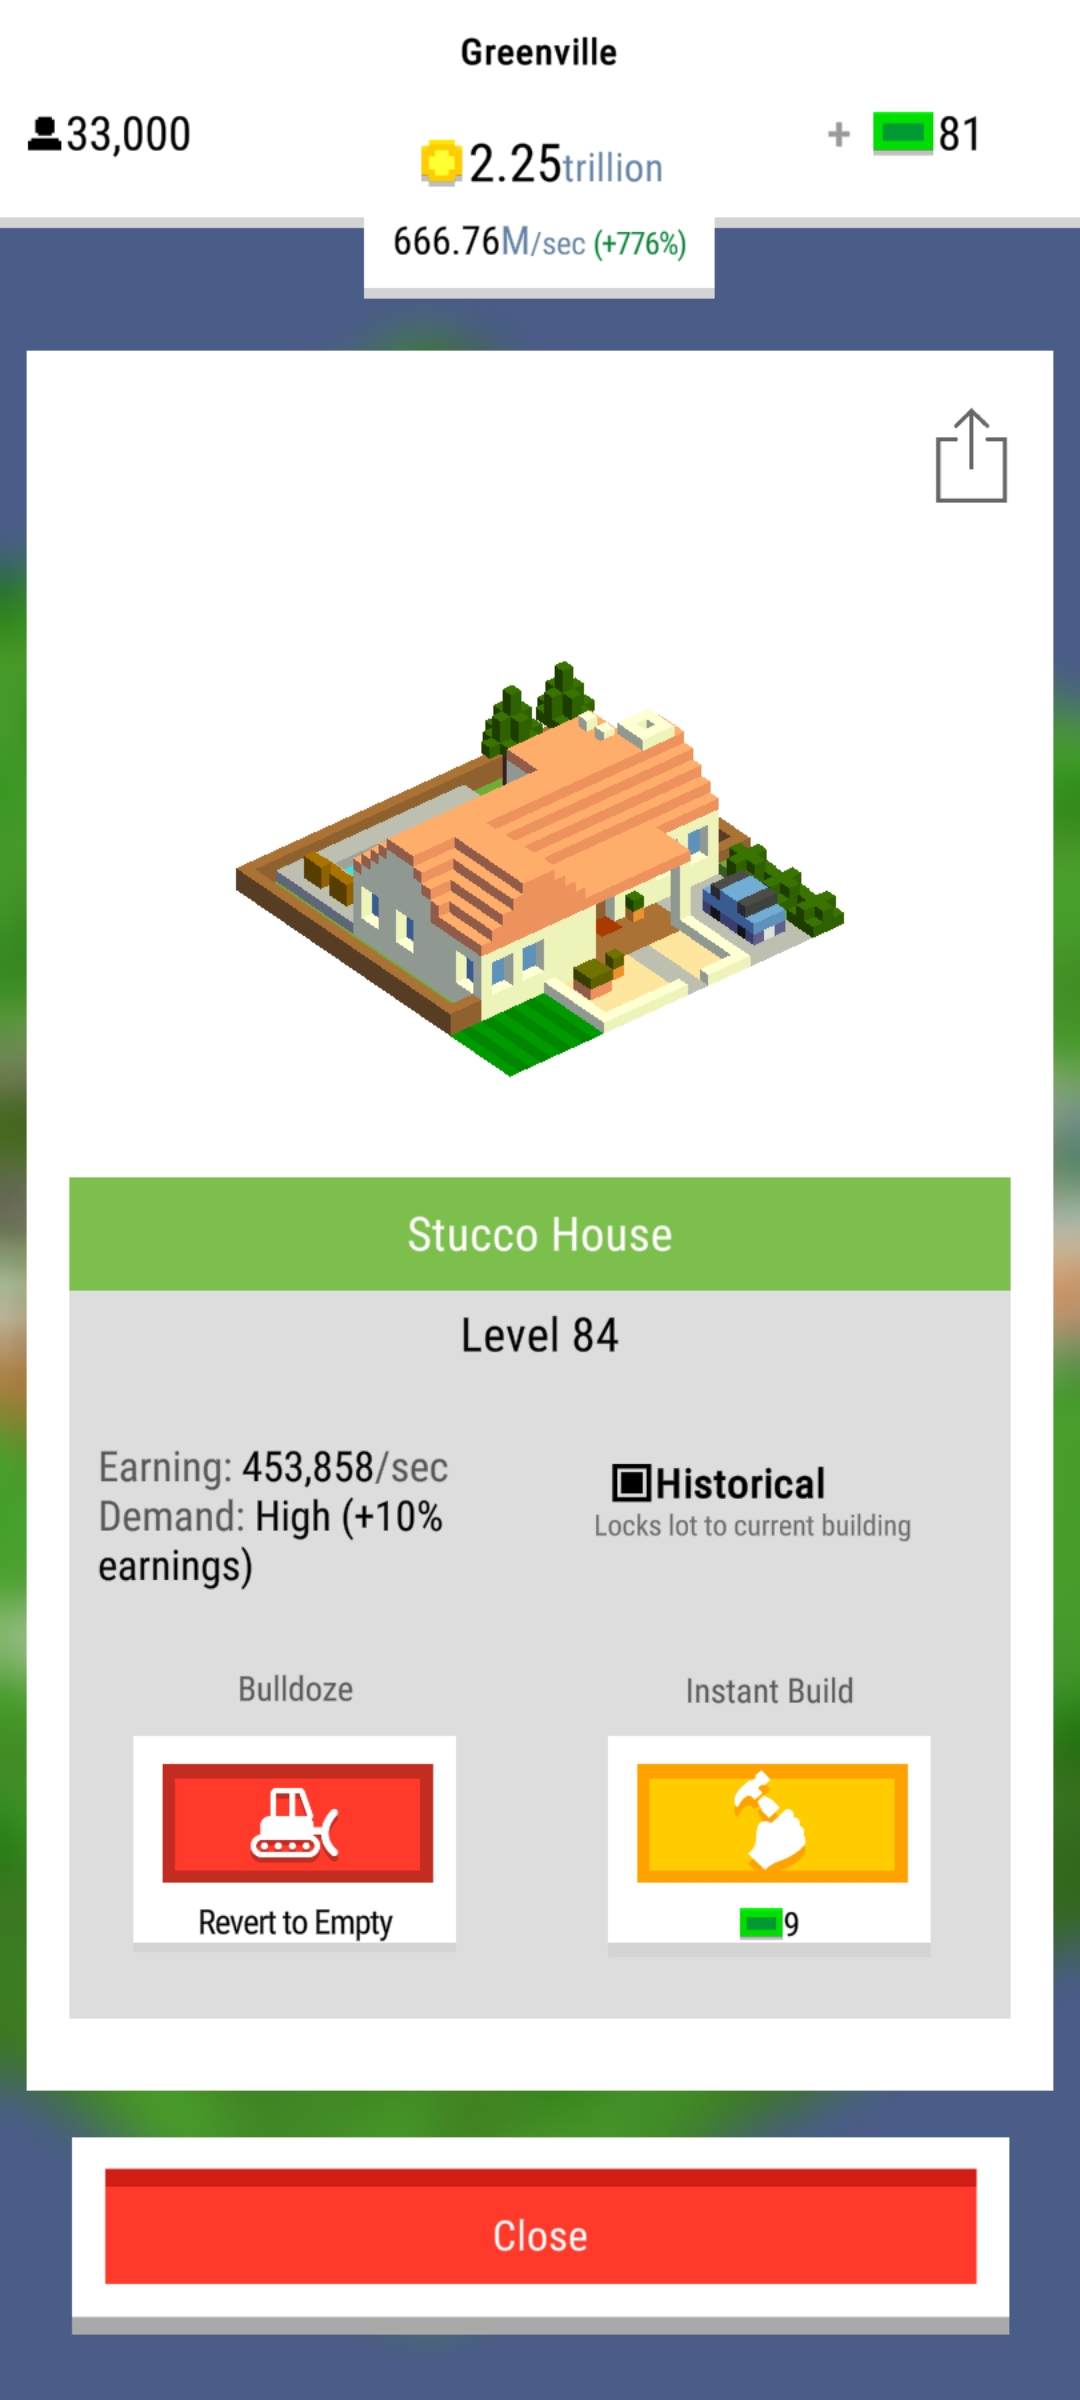 Greenville
33,000
2.25trillion
+ 81
666.76M/sec (+776%)
Stucco House
Level 84
Earning: 453,858/sec
Demand: High (+10%
earnings)
Historical
Locks lot to current building
Bulldoze
Instant Build
Revert to Empty
9
Close